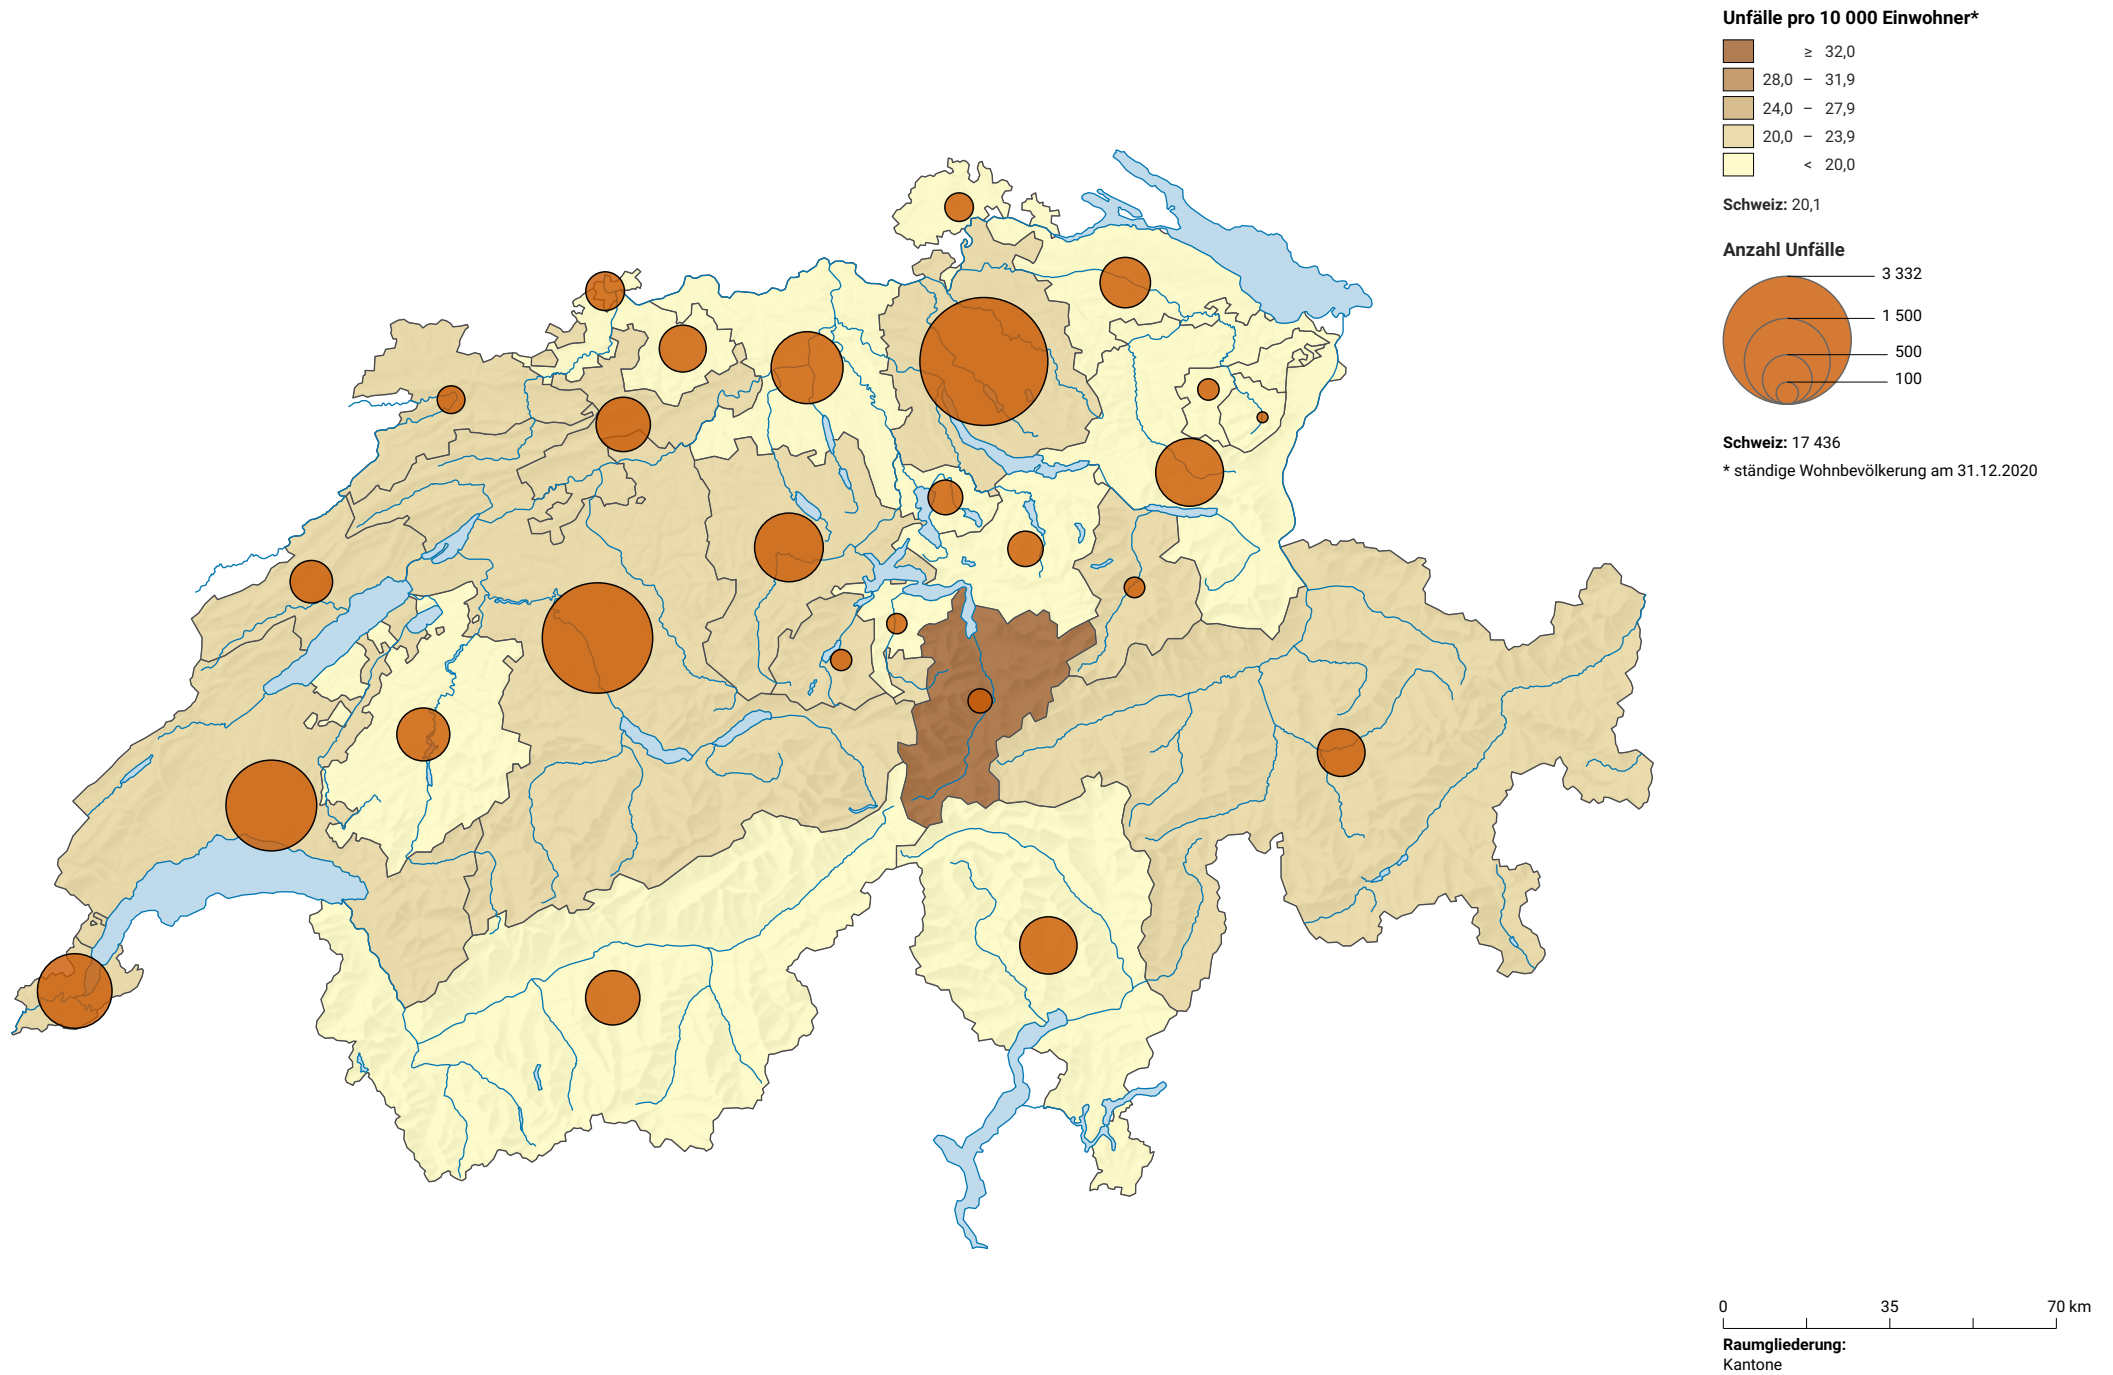 Unfälle pro 10 000 Einwohner*
≥ 32,0
28,0 – 31,9
24,0 – 27,9
20,0 – 23,9
< 20,0
Schweiz: 20,1
Anzahl Unfälle
3 332
1 500
500
100
Schweiz: 17 436
* ständige Wohnbevölkerung am 31.12.2020
0 35 70 km
Raumgliederung:
Kantone